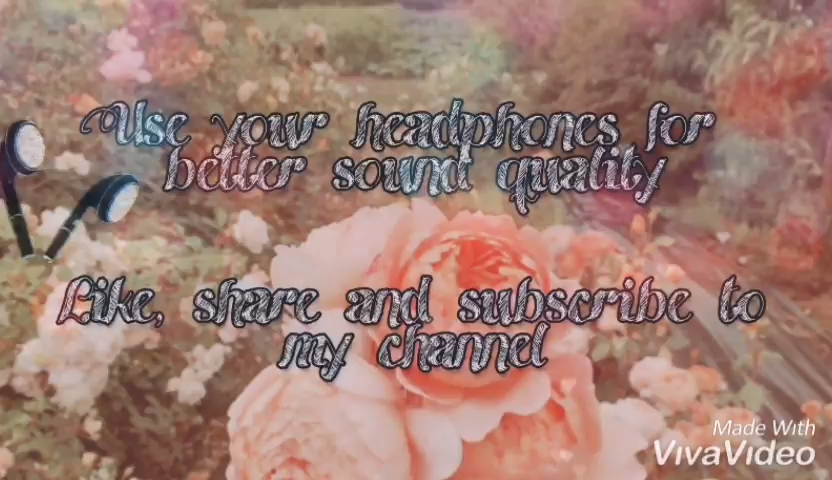 Use your headphones for
better sound quality
Like, share and subscribe to
my channel
Made With
VivaVideo